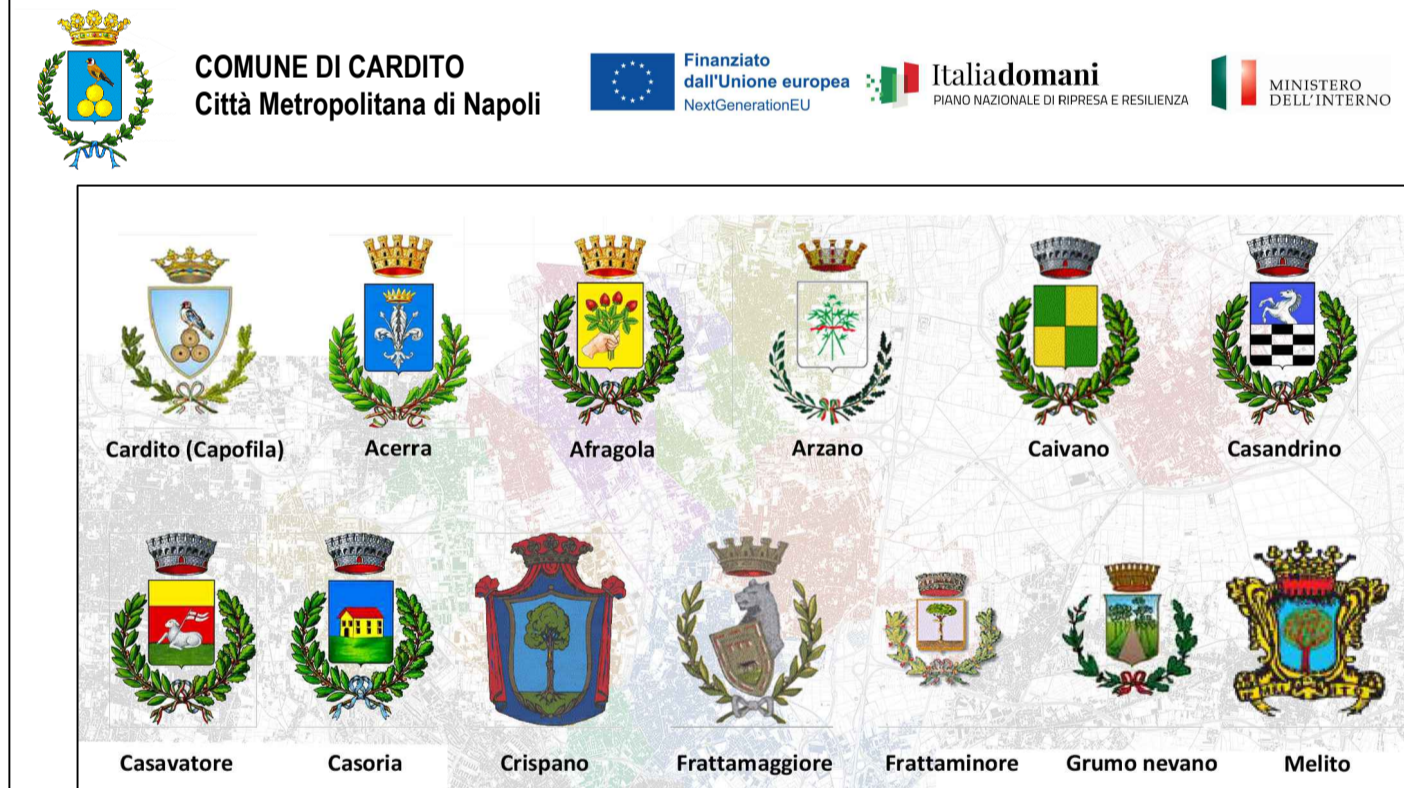 COMUNE DI CARDITO
Città Metropolitana di Napoli
Finanziato
dall'Unione europea
NextGenerationEU
Italiadomani
PIANO NAZIONALE DI RIPRESA E RESILIENZA
MINISTERO
DELL'INTERNO
Cardito (Capofila) Acerra Afragola Arzano Caivano Casandrino
Casavatore Casoria Crispano Frattamaggiore Frattaminore Grumo nevano Melito